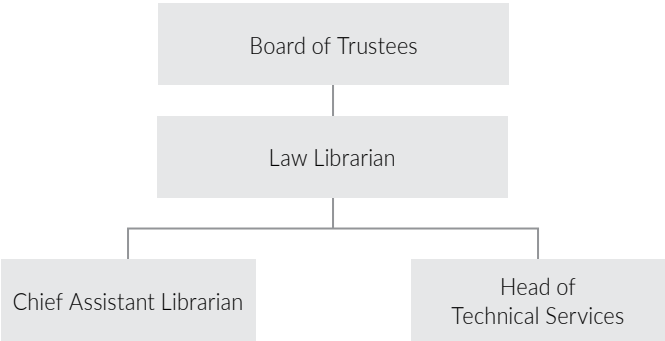 Board of Trustees
Law Librarian
Chief Assistant Librarian
Head of
Technical Services